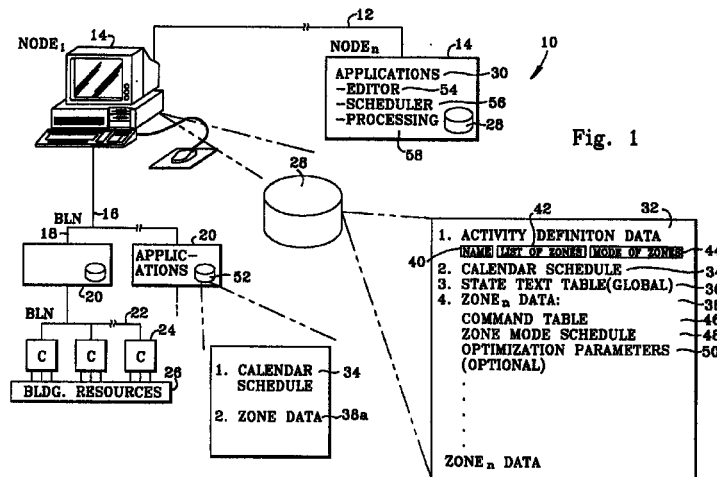 12
NODE1 14
NODEn 14
10
APPLICATIONS 30
-EDITOR 54
-SCHEDULER 56
-PROCESSING 28
58
Fig. 1
28
BLN 16
18 20
APPLIC-
ATIONS
52
20
BLN 22
24
C C C
26
BLDG. RESOURCES
1. CALENDAR 34
SCHEDULE
2. ZONE DATA 38a
42 32
1. ACTIVITY DEFINITON DATA
40 NAME LIST OF ZONES MODE OF ZONES 44
2. CALENDAR SCHEDULE 34
3. STATE TEXT TABLE(GLOBAL) 36
4. ZONEn DATA: 38
COMMAND TABLE 46
ZONE MODE SCHEDULE 48
OPTIMIZATION PARAMETERS 50
(OPTIONAL)
ZONEn DATA